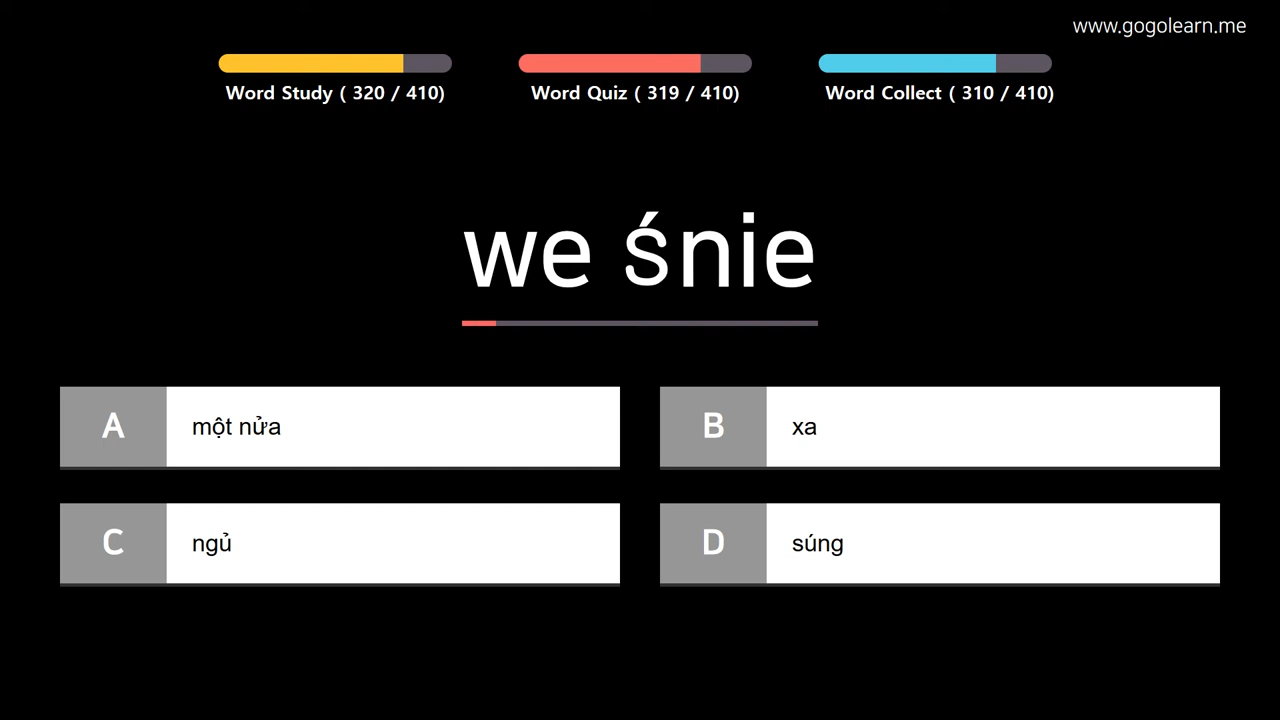 www.gogolearn.me
Word Study ( 320 / 410)
Word Quiz ( 319 / 410)
Word Collect ( 310 / 410)
we śnie
A một nửa
B xa
C ngủ
D súng